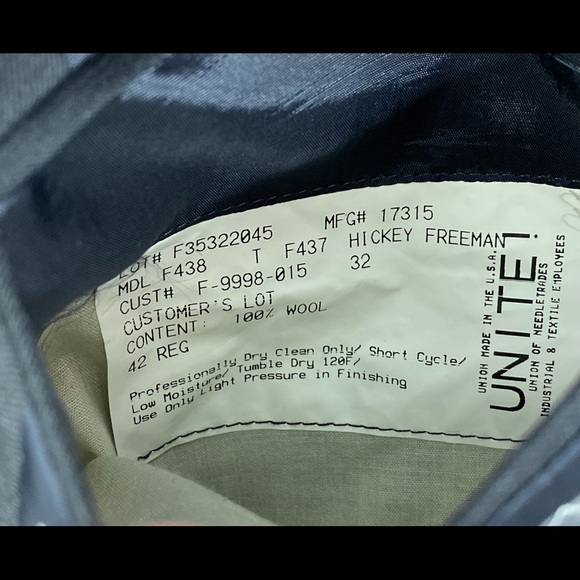 LOT# F35322045 MFG# 17315
MDL F438 T F437 HICKEY FREEMAN
CUST# F-9998-015 32
CUSTOMER'S LOT
CONTENT: 100% WOOL
42 REG
Professionally Dry Clean Only/ Short Cycle/
Low Moisture/Tumble Dry 120F/
Use Only Light Pressure in Finishing
UNION MADE IN THE U.S.A.
UNITE!
UNION OF NEEDLETRADES
INDUSTRIAL & TEXTILE EMPLOYEES